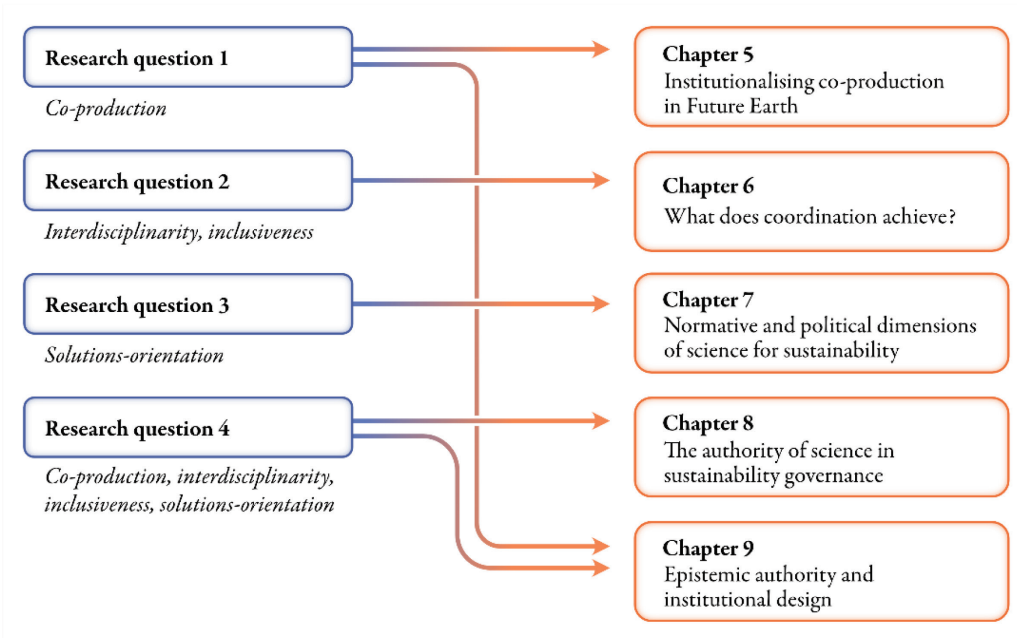 Research question 1
Co-production
Research question 2
Interdisciplinarity, inclusiveness
Research question 3
Solutions-orientation
Research question 4
Co-production, interdisciplinarity,
inclusiveness, solutions-orientation
Chapter 5
Institutionalising co-production
in Future Earth
Chapter 6
What does coordination achieve?
Chapter 7
Normative and political dimensions
of science for sustainability
Chapter 8
The authority of science in
sustainability governance
Chapter 9
Epistemic authority and
institutional design